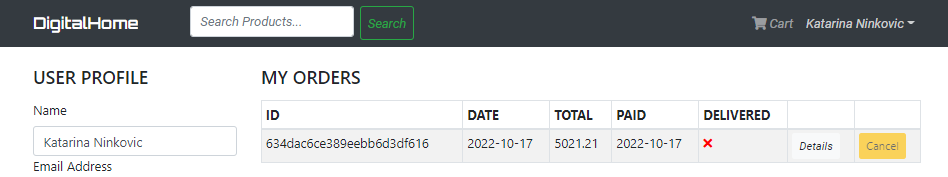 DigitalHome Search Products... Search Cart Katarina Ninkovic
USER PROFILE
Name
Katarina Ninkovic
Email Address
MY ORDERS
ID DATE TOTAL PAID DELIVERED
634dac6ce389eebb6d3df616 2022-10-17 5021.21 2022-10-17 Details Cancel